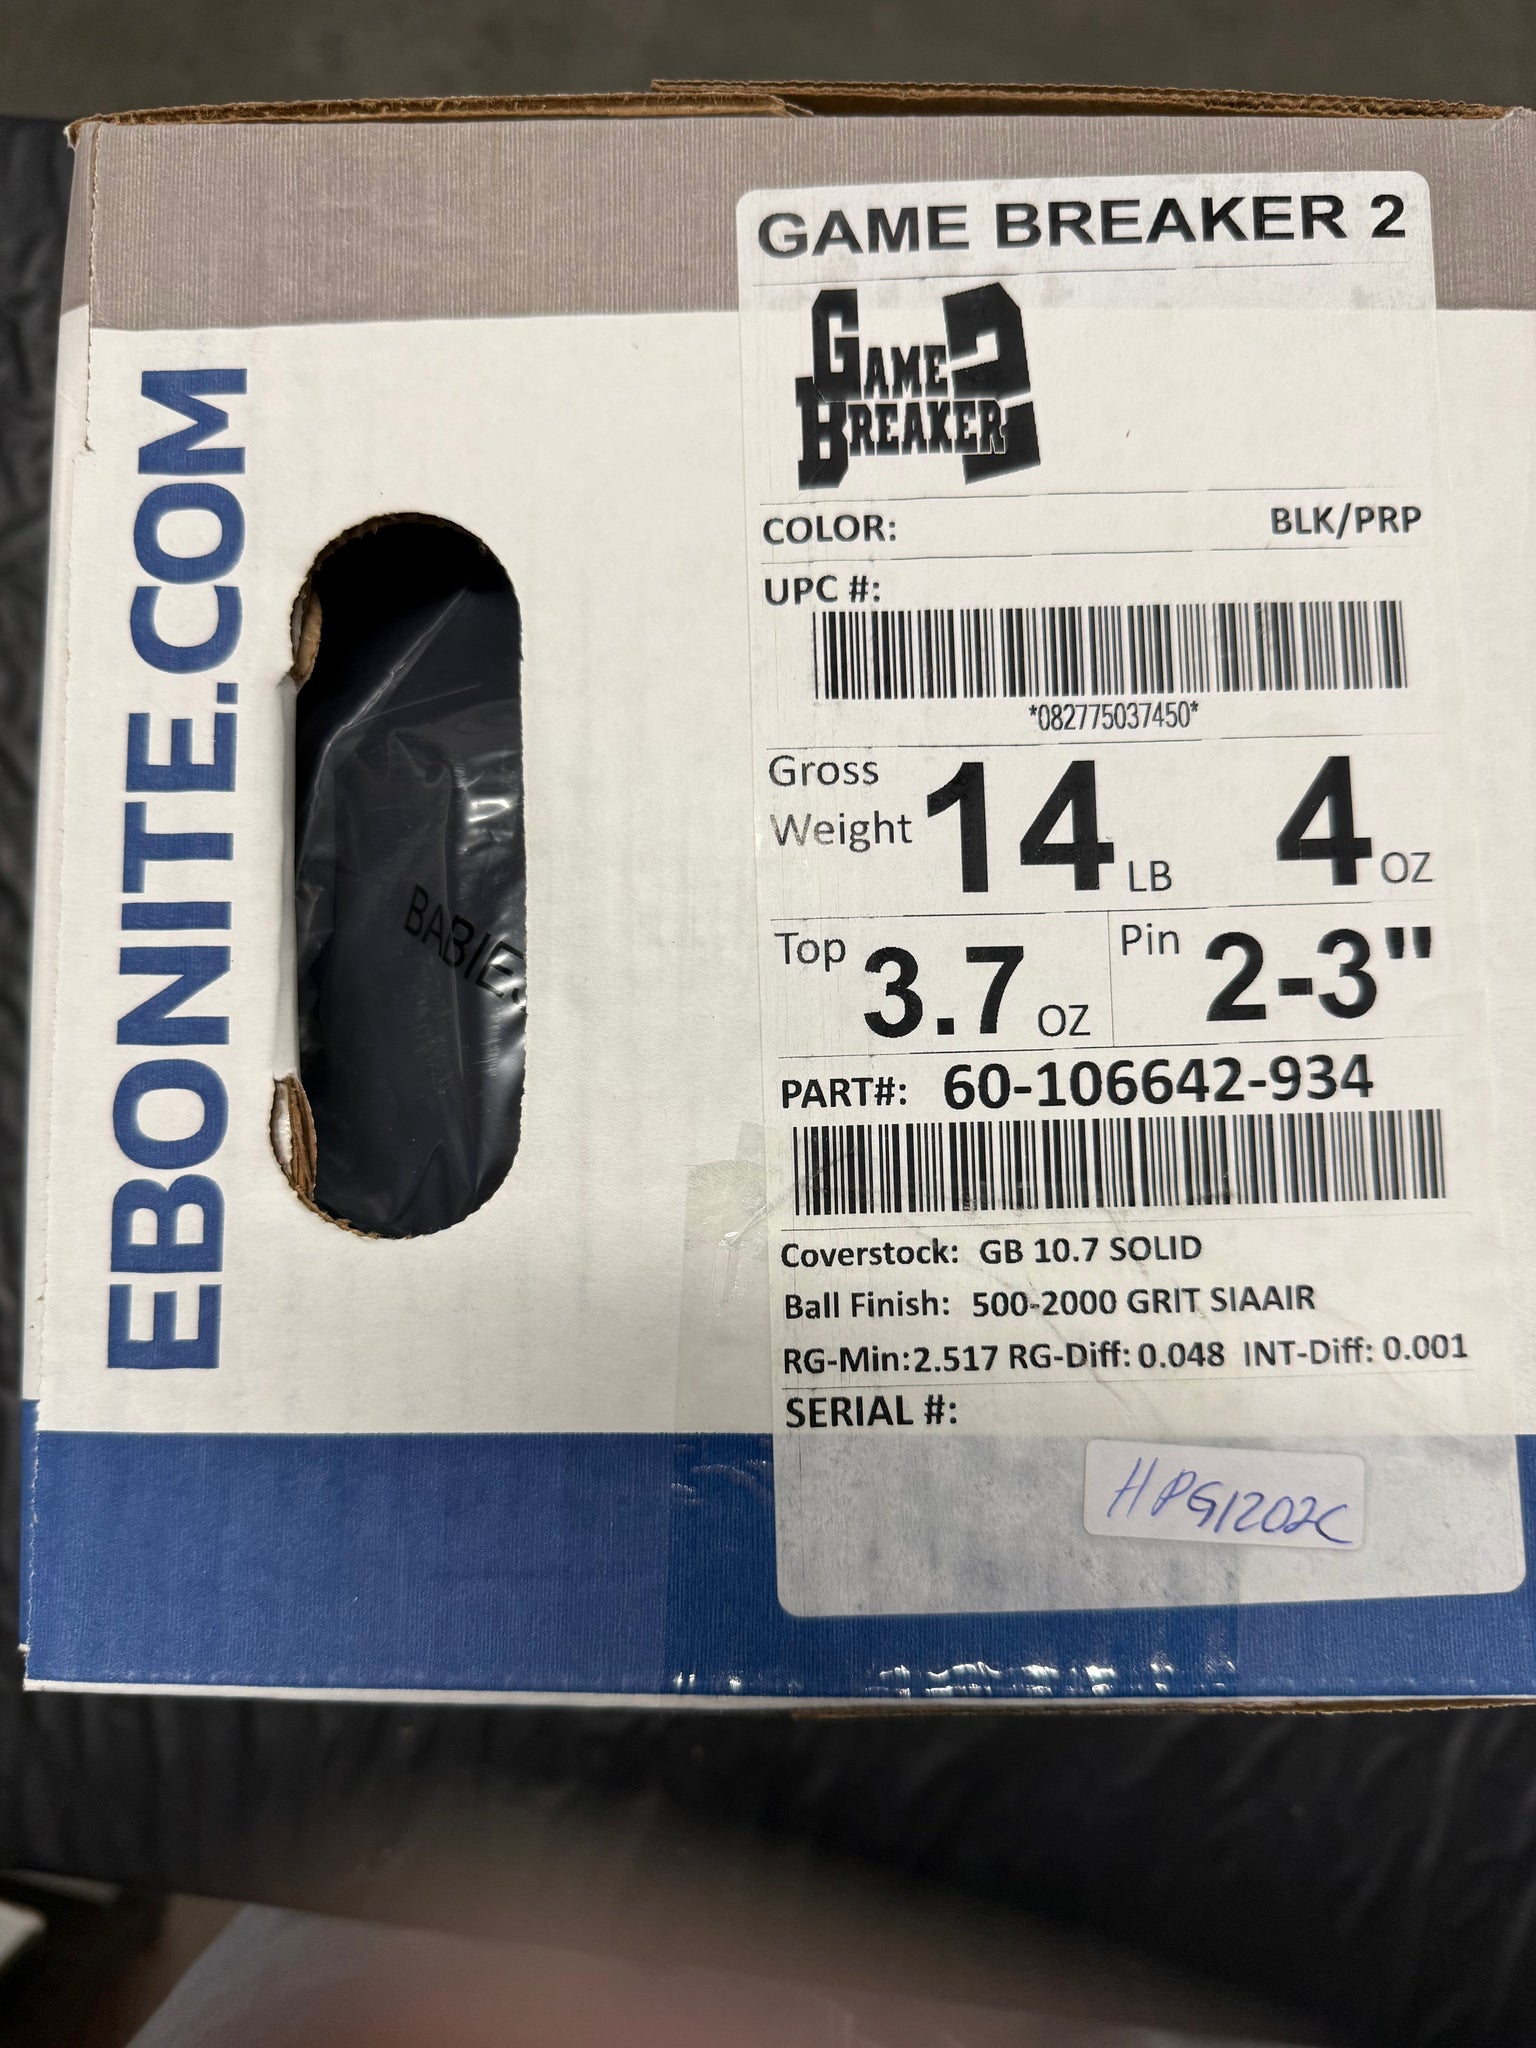 EBONITE.COM
BABIES
GAME BREAKER 2
GAME
BREAKER 2
COLOR: BLK/PRP
UPC #:
*082775037450*
Gross Weight 14 LB 4 OZ
Top 3.7 OZ Pin 2-3"
PART#: 60-106642-934
Coverstock: GB 10.7 SOLID
Ball Finish: 500-2000 GRIT SIAAIR
RG-Min:2.517 RG-Diff: 0.048 INT-Diff: 0.001
SERIAL #:
HPG1202C